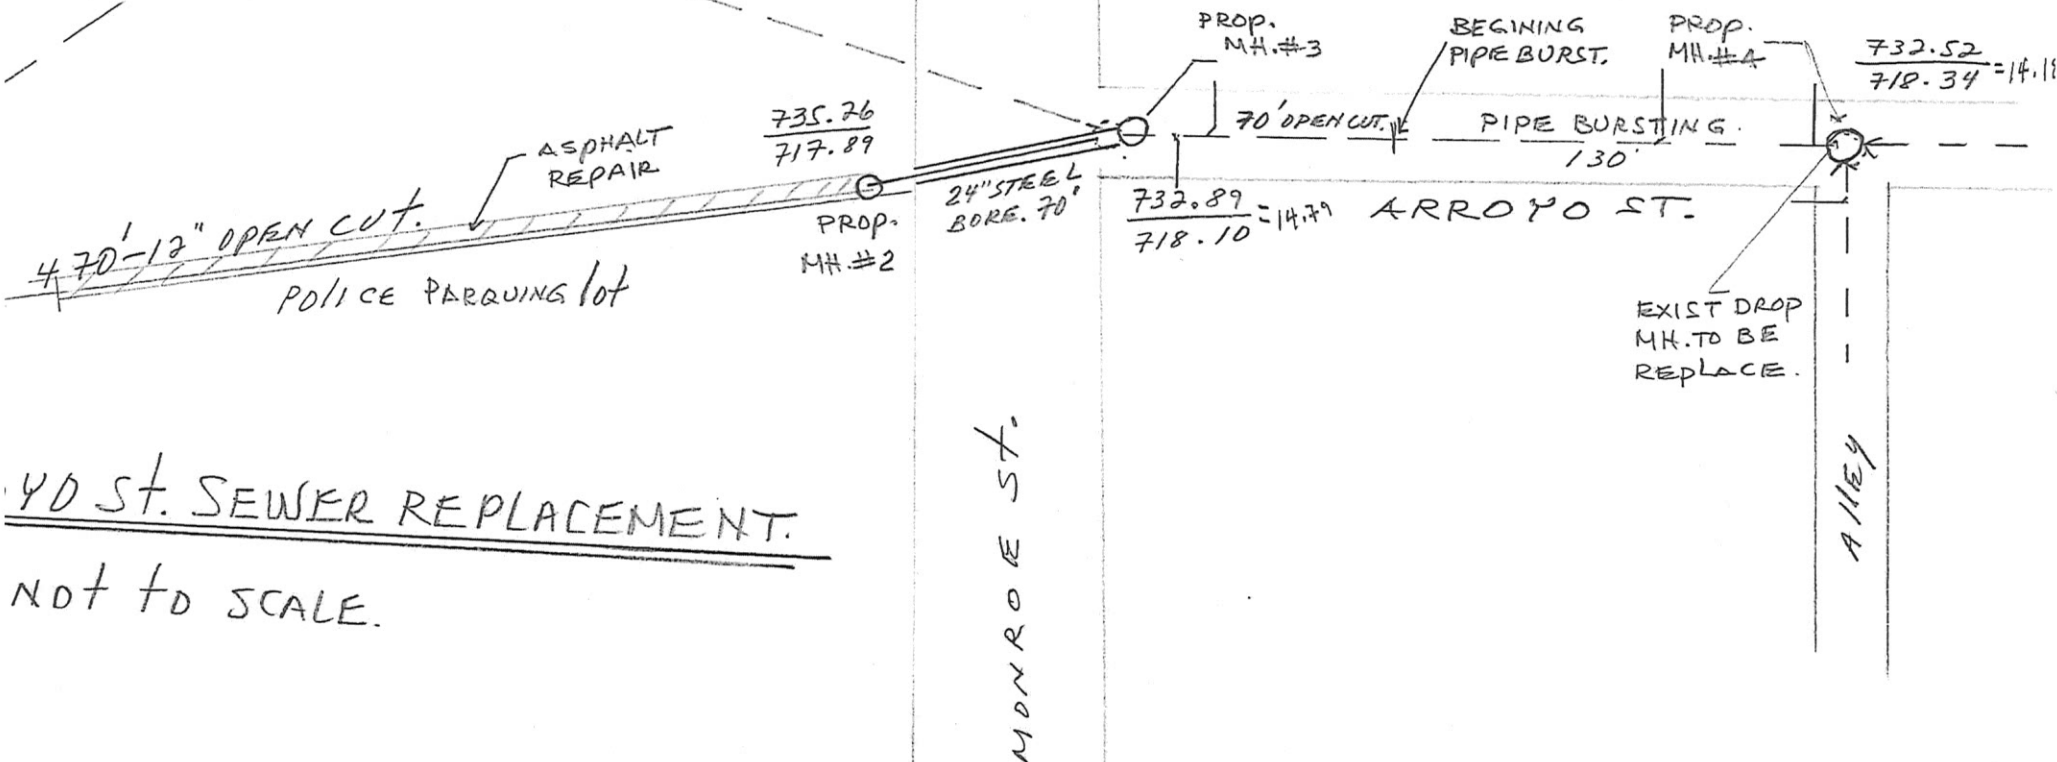 PROP.
MH.#3
BEGINING
PIPE BURST.
PROP.
MH.#4
732.52
718.34 =14.18
735.26
717.89
70' OPEN CUT.
PIPE BURSTING.
130'
ASPHALT
REPAIR
24" STEEL
BORE. 70'
732.89
718.10 =14.79
ARROYO ST.
470'-12" OPEN CUT.
PROP.
MH.#2
POLICE PARQUING lot
EXIST DROP
MH. TO BE
REPLACE.
MONROE St.
AllEY
YO St. SEWER REPLACEMENT.
NOt tO SCALE.